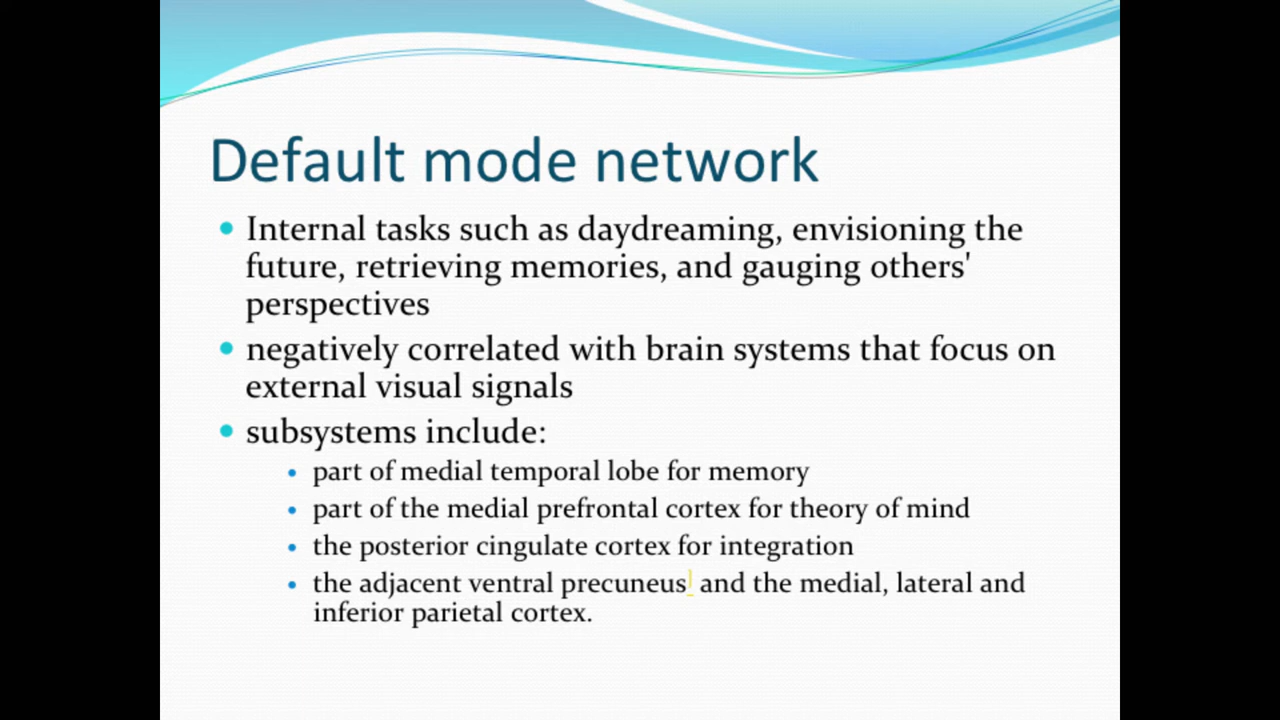 Default mode network
• Internal tasks such as daydreaming, envisioning the
future, retrieving memories, and gauging others'
perspectives
• negatively correlated with brain systems that focus on
external visual signals
• subsystems include:
• part of medial temporal lobe for memory
• part of the medial prefrontal cortex for theory of mind
• the posterior cingulate cortex for integration
• the adjacent ventral precuneus] and the medial, lateral and
inferior parietal cortex.